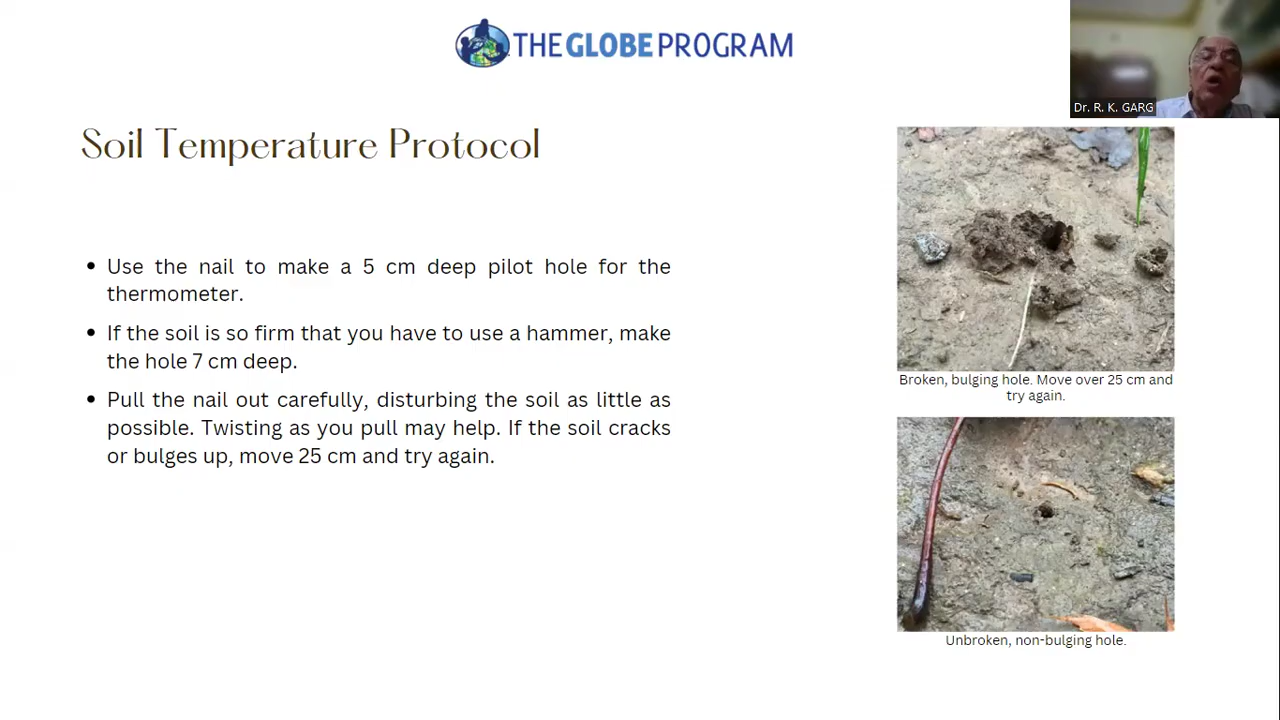 THE GLOBE PROGRAM
Dr. R. K. GARG
Soil Temperature Protocol
• Use the nail to make a 5 cm deep pilot hole for the
thermometer.
• If the soil is so firm that you have to use a hammer, make
the hole 7 cm deep.
• Pull the nail out carefully, disturbing the soil as little as
possible. Twisting as you pull may help. If the soil cracks
or bulges up, move 25 cm and try again.
Broken, bulging hole. Move over 25 cm and
try again.
Unbroken, non-bulging hole.